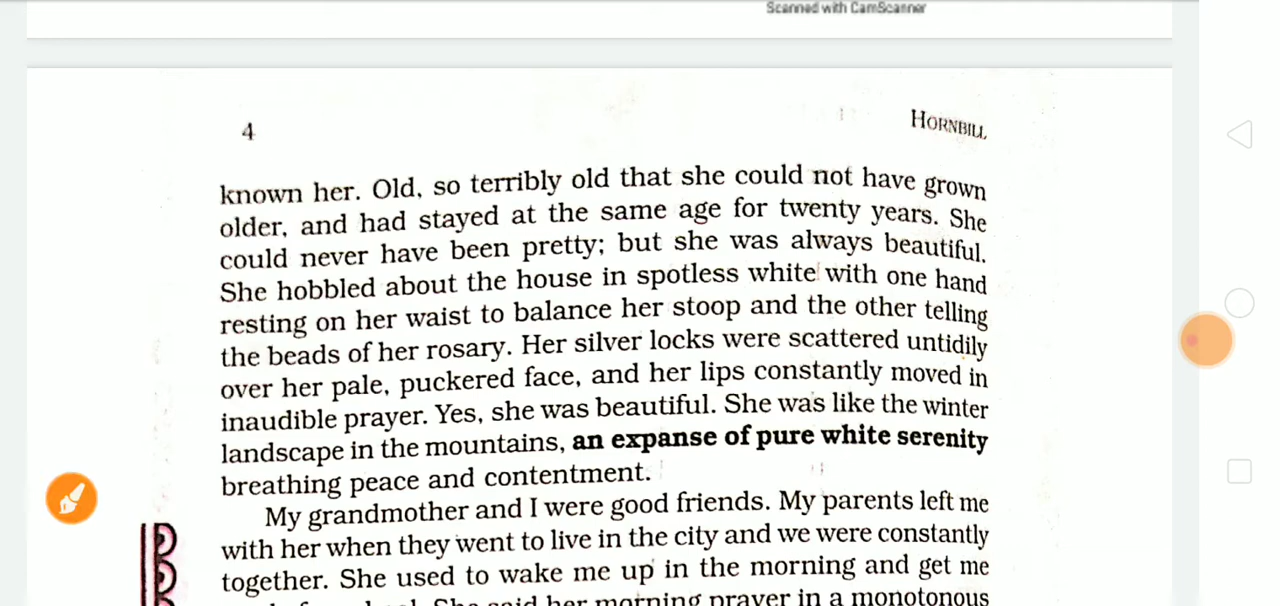 Scanned with CamScanner
4
HORNBILL
known her. Old, so terribly old that she could not have grown
older, and had stayed at the same age for twenty years. She
could never have been pretty; but she was always beautiful.
She hobbled about the house in spotless white with one hand
resting on her waist to balance her stoop and the other telling
the beads of her rosary. Her silver locks were scattered untidily
over her pale, puckered face, and her lips constantly moved in
inaudible prayer. Yes, she was beautiful. She was like the winter
landscape in the mountains, an expanse of pure white serenity
breathing peace and contentment.
My grandmother and I were good friends. My parents left me
with her when they went to live in the city and we were constantly
together. She used to wake me up in the morning and get me
She said her morning prayer in a monotonous